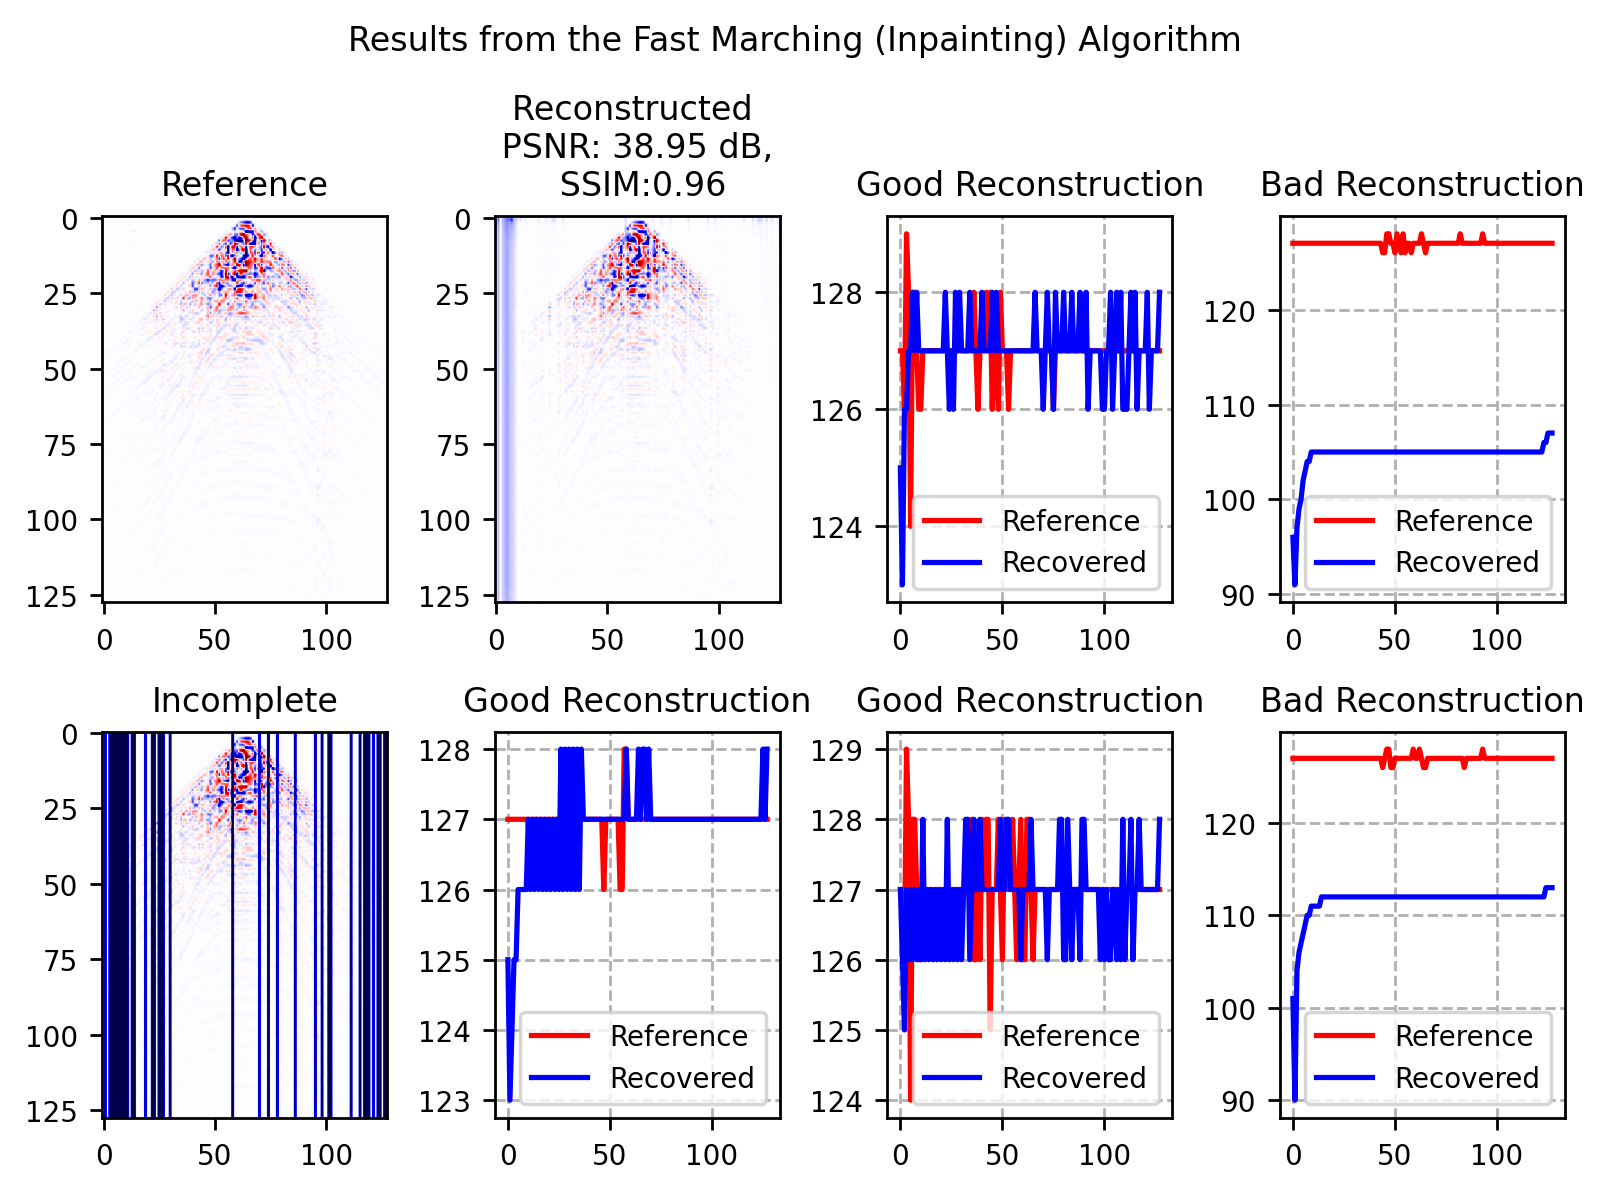 Results from the Fast Marching (Inpainting) Algorithm
Reference
0
25
50
75
100
125
0 50 100
Reconstructed
PSNR: 38.95 dB,
SSIM:0.96
0
25
50
75
100
125
0 50 100
Good Reconstruction
128
126
124
Reference
Recovered
0 50 100
Bad Reconstruction
120
110
100
90
Reference
Recovered
0 50 100
Incomplete
0
25
50
75
100
125
0 50 100
Good Reconstruction
128
127
126
125
124
123
Reference
Recovered
0 50 100
Good Reconstruction
129
128
127
126
125
124
Reference
Recovered
0 50 100
Bad Reconstruction
120
110
100
90
Reference
Recovered
0 50 100